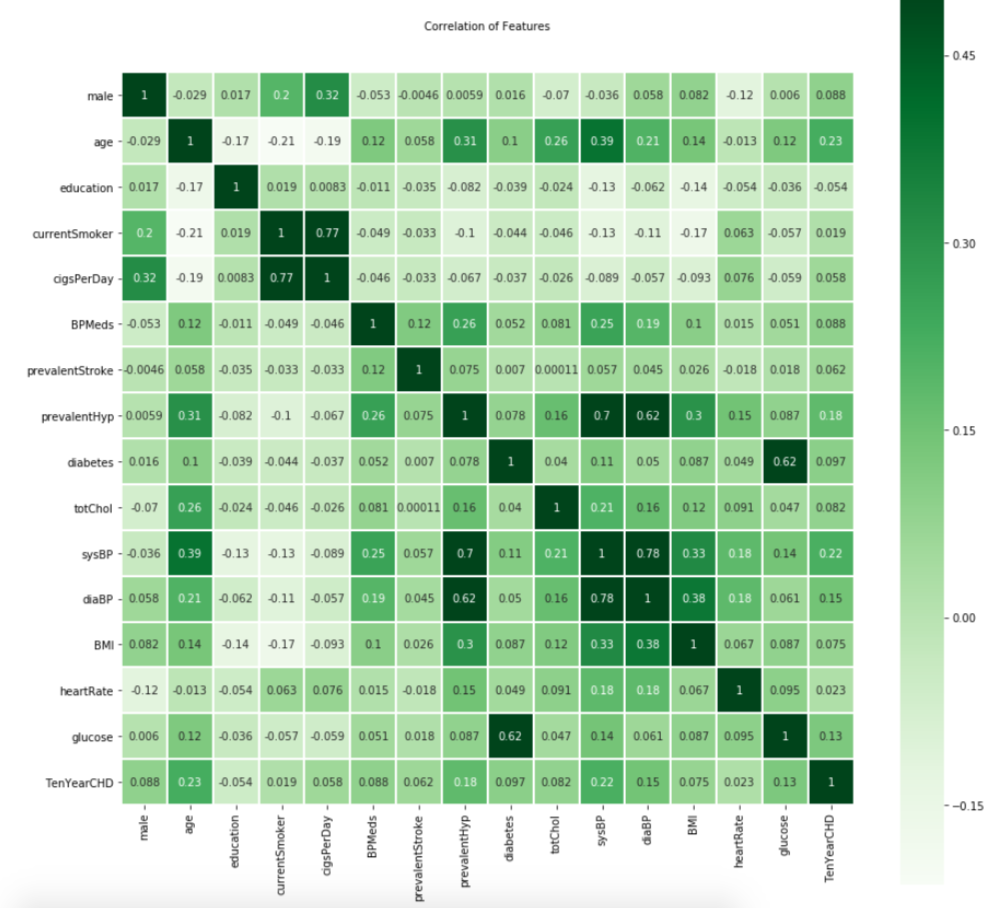 Correlation of Features
male 1 -0.029 0.017 0.2 0.32 -0.053 -0.0046 0.0059 0.016 -0.07 -0.036 0.058 0.082 -0.12 0.006 0.088
age -0.029 1 -0.17 -0.21 -0.19 0.12 0.058 0.31 0.1 0.26 0.39 0.21 0.14 -0.013 0.12 0.23
education 0.017 -0.17 1 0.019 0.0083 -0.011 -0.035 -0.082 -0.039 -0.024 -0.13 -0.062 -0.14 -0.054 -0.036 -0.054
currentSmoker 0.2 -0.21 0.019 1 0.77 -0.049 -0.033 -0.1 -0.044 -0.046 -0.13 -0.11 -0.17 0.063 -0.057 0.019
cigsPerDay 0.32 -0.19 0.0083 0.77 1 -0.046 -0.033 -0.067 -0.037 -0.026 -0.089 -0.057 -0.093 0.076 -0.059 0.058
BPMeds -0.053 0.12 -0.011 -0.049 -0.046 1 0.12 0.26 0.052 0.081 0.25 0.19 0.1 0.015 0.051 0.088
prevalentStroke -0.0046 0.058 -0.035 -0.033 -0.033 0.12 1 0.075 0.007 0.00011 0.057 0.045 0.026 -0.018 0.018 0.062
prevalentHyp 0.0059 0.31 -0.082 -0.1 -0.067 0.26 0.075 1 0.078 0.16 0.7 0.62 0.3 0.15 0.087 0.18
diabetes 0.016 0.1 -0.039 -0.044 -0.037 0.052 0.007 0.078 1 0.04 0.11 0.05 0.087 0.049 0.62 0.097
totChol -0.07 0.26 -0.024 -0.046 -0.026 0.081 0.00011 0.16 0.04 1 0.21 0.16 0.12 0.091 0.047 0.082
sysBP -0.036 0.39 -0.13 -0.13 -0.089 0.25 0.057 0.7 0.11 0.21 1 0.78 0.33 0.18 0.14 0.22
diaBP 0.058 0.21 -0.062 -0.11 -0.057 0.19 0.045 0.62 0.05 0.16 0.78 1 0.38 0.18 0.061 0.15
BMI 0.082 0.14 -0.14 -0.17 -0.093 0.1 0.026 0.3 0.087 0.12 0.33 0.38 1 0.067 0.087 0.075
heartRate -0.12 -0.013 -0.054 0.063 0.076 0.015 -0.018 0.15 0.049 0.091 0.18 0.18 0.067 1 0.095 0.023
glucose 0.006 0.12 -0.036 -0.057 -0.059 0.051 0.018 0.087 0.62 0.047 0.14 0.061 0.087 0.095 1 0.13
TenYearCHD 0.088 0.23 -0.054 0.019 0.058 0.088 0.062 0.18 0.097 0.082 0.22 0.15 0.075 0.023 0.13 1
male age education currentSmoker cigsPerDay BPMeds prevalentStroke prevalentHyp diabetes totChol sysBP diaBP BMI heartRate glucose TenYearCHD
0.45
0.30
0.15
0.00
−0.15